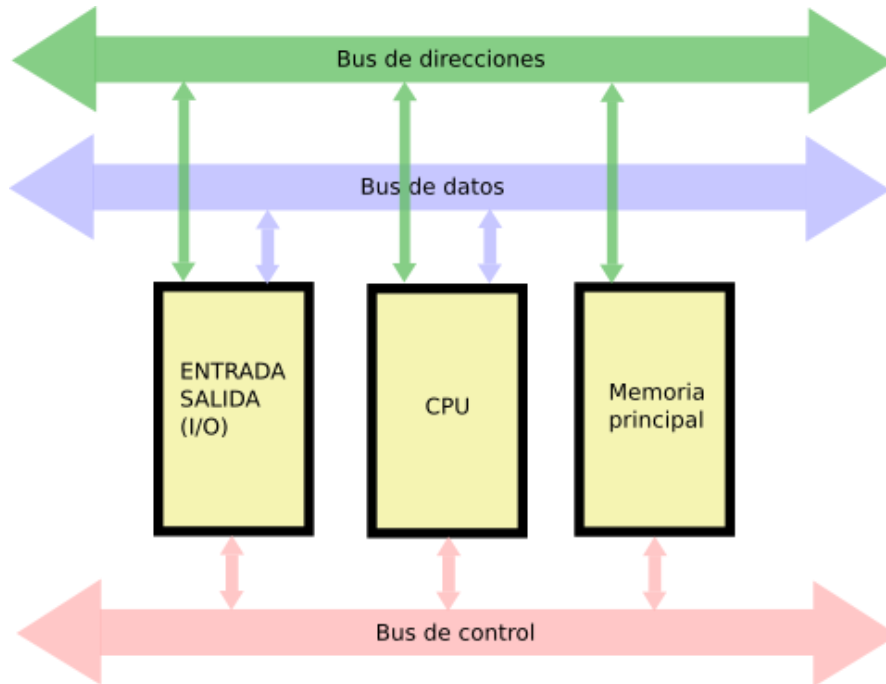 Bus de direcciones
Bus de datos
ENTRADA
SALIDA
(I/O)
CPU
Memoria
principal
Bus de control